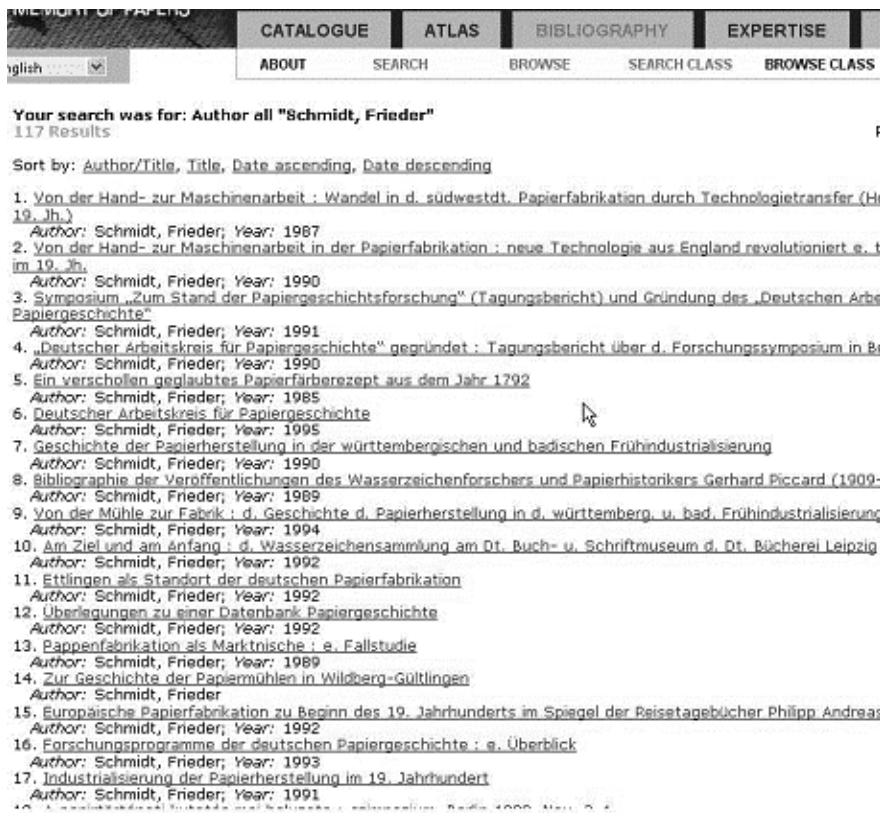 MEMORY OF PAPERS
CATALOGUE ATLAS BIBLIOGRAPHY EXPERTISE
nglish ABOUT SEARCH BROWSE SEARCH CLASS BROWSE CLASS
Your search was for: Author all "Schmidt, Frieder"
117 Results
Sort by: Author/Title, Title, Date ascending, Date descending
1. Von der Hand- zur Maschinenarbeit : Wandel in d. südwestdt. Papierfabrikation durch Technologietransfer (He
19. Jh.)
Author: Schmidt, Frieder; Year: 1987
2. Von der Hand- zur Maschinenarbeit in der Papierfabrikation : neue Technologie aus England revolutioniert e. t
im 19. Jh.
Author: Schmidt, Frieder; Year: 1990
3. Symposium „Zum Stand der Papiergeschichtsforschung" (Tagungsbericht) und Gründung des „Deutschen Arbe
Papiergeschichte"
Author: Schmidt, Frieder; Year: 1991
4. „Deutscher Arbeitskreis für Papiergeschichte" gegründet : Tagungsbericht über d. Forschungssymposium in Be
Author: Schmidt, Frieder; Year: 1990
5. Ein verschollen geglaubtes Papierfärberezept aus dem Jahr 1792
Author: Schmidt, Frieder; Year: 1985
6. Deutscher Arbeitskreis für Papiergeschichte
Author: Schmidt, Frieder; Year: 1995
7. Geschichte der Papierherstellung in der württembergischen und badischen Frühindustrialisierung
Author: Schmidt, Frieder; Year: 1990
8. Bibliographie der Veröffentlichungen des Wasserzeichenforschers und Papierhistorikers Gerhard Piccard (1909-
Author: Schmidt, Frieder; Year: 1989
9. Von der Mühle zur Fabrik : d. Geschichte d. Papierherstellung in d. württemberg. u. bad. Frühindustrialisierung
Author: Schmidt, Frieder; Year: 1994
10. Am Ziel und am Anfang : d. Wasserzeichensammlung am Dt. Buch- u. Schriftmuseum d. Dt. Bücherei Leipzig
Author: Schmidt, Frieder; Year: 1992
11. Ettlingen als Standort der deutschen Papierfabrikation
Author: Schmidt, Frieder; Year: 1992
12. Überlegungen zu einer Datenbank Papiergeschichte
Author: Schmidt, Frieder; Year: 1992
13. Pappenfabrikation als Marktnische : e. Fallstudie
Author: Schmidt, Frieder; Year: 1989
14. Zur Geschichte der Papiermühlen in Wildberg-Gültlingen
Author: Schmidt, Frieder
15. Europäische Papierfabrikation zu Beginn des 19. Jahrhunderts im Spiegel der Reisetagebücher Philipp Andreas
Author: Schmidt, Frieder; Year: 1992
16. Forschungsprogramme der deutschen Papiergeschichte : e. Überblick
Author: Schmidt, Frieder; Year: 1993
17. Industrialisierung der Papierherstellung im 19. Jahrhundert
Author: Schmidt, Frieder; Year: 1991